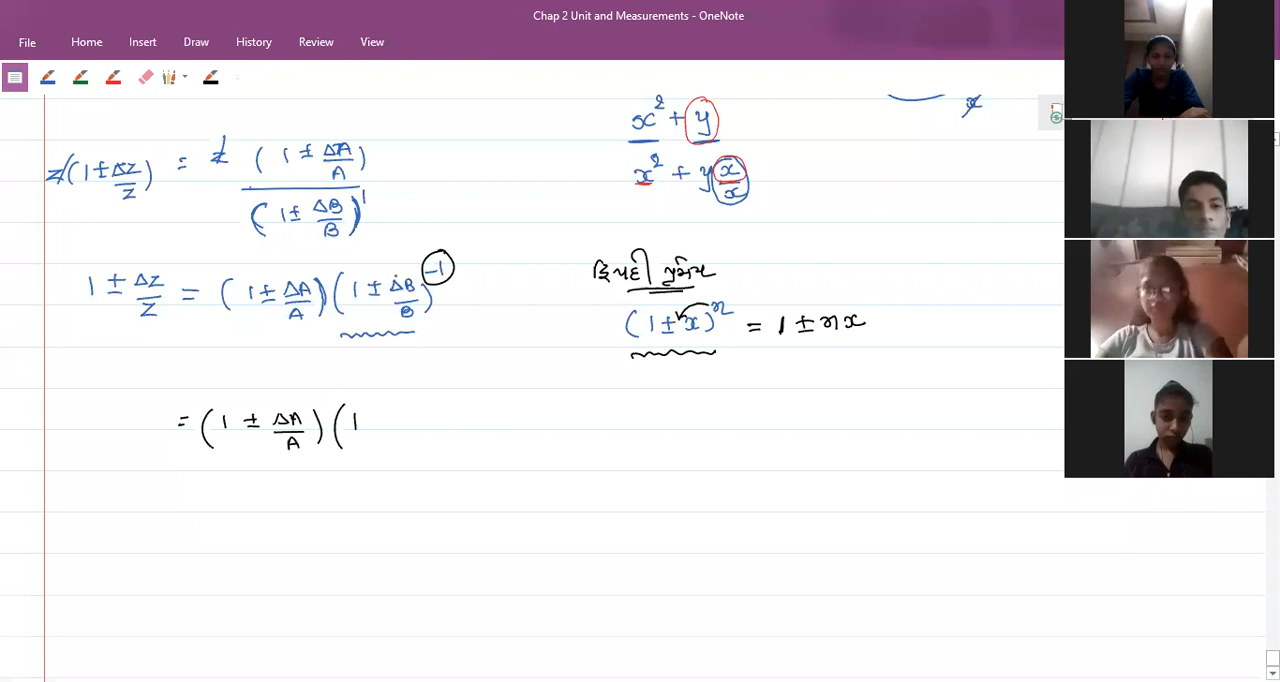 Chap 2 Unit and Measurements - OneNote
File Home Insert Draw History Review View
x² + y
x² + y x/x
z(1 ± Δz/z) = z (1 ± ΔA/A) / (1 ± ΔB/B)¹
1 ± Δz/z = (1 ± ΔA/A)(1 ± ΔB/B)⁻¹
દ્વિપદી
(1 ± x)ⁿ = 1 ± nx
= (1 ± ΔA/A)(1